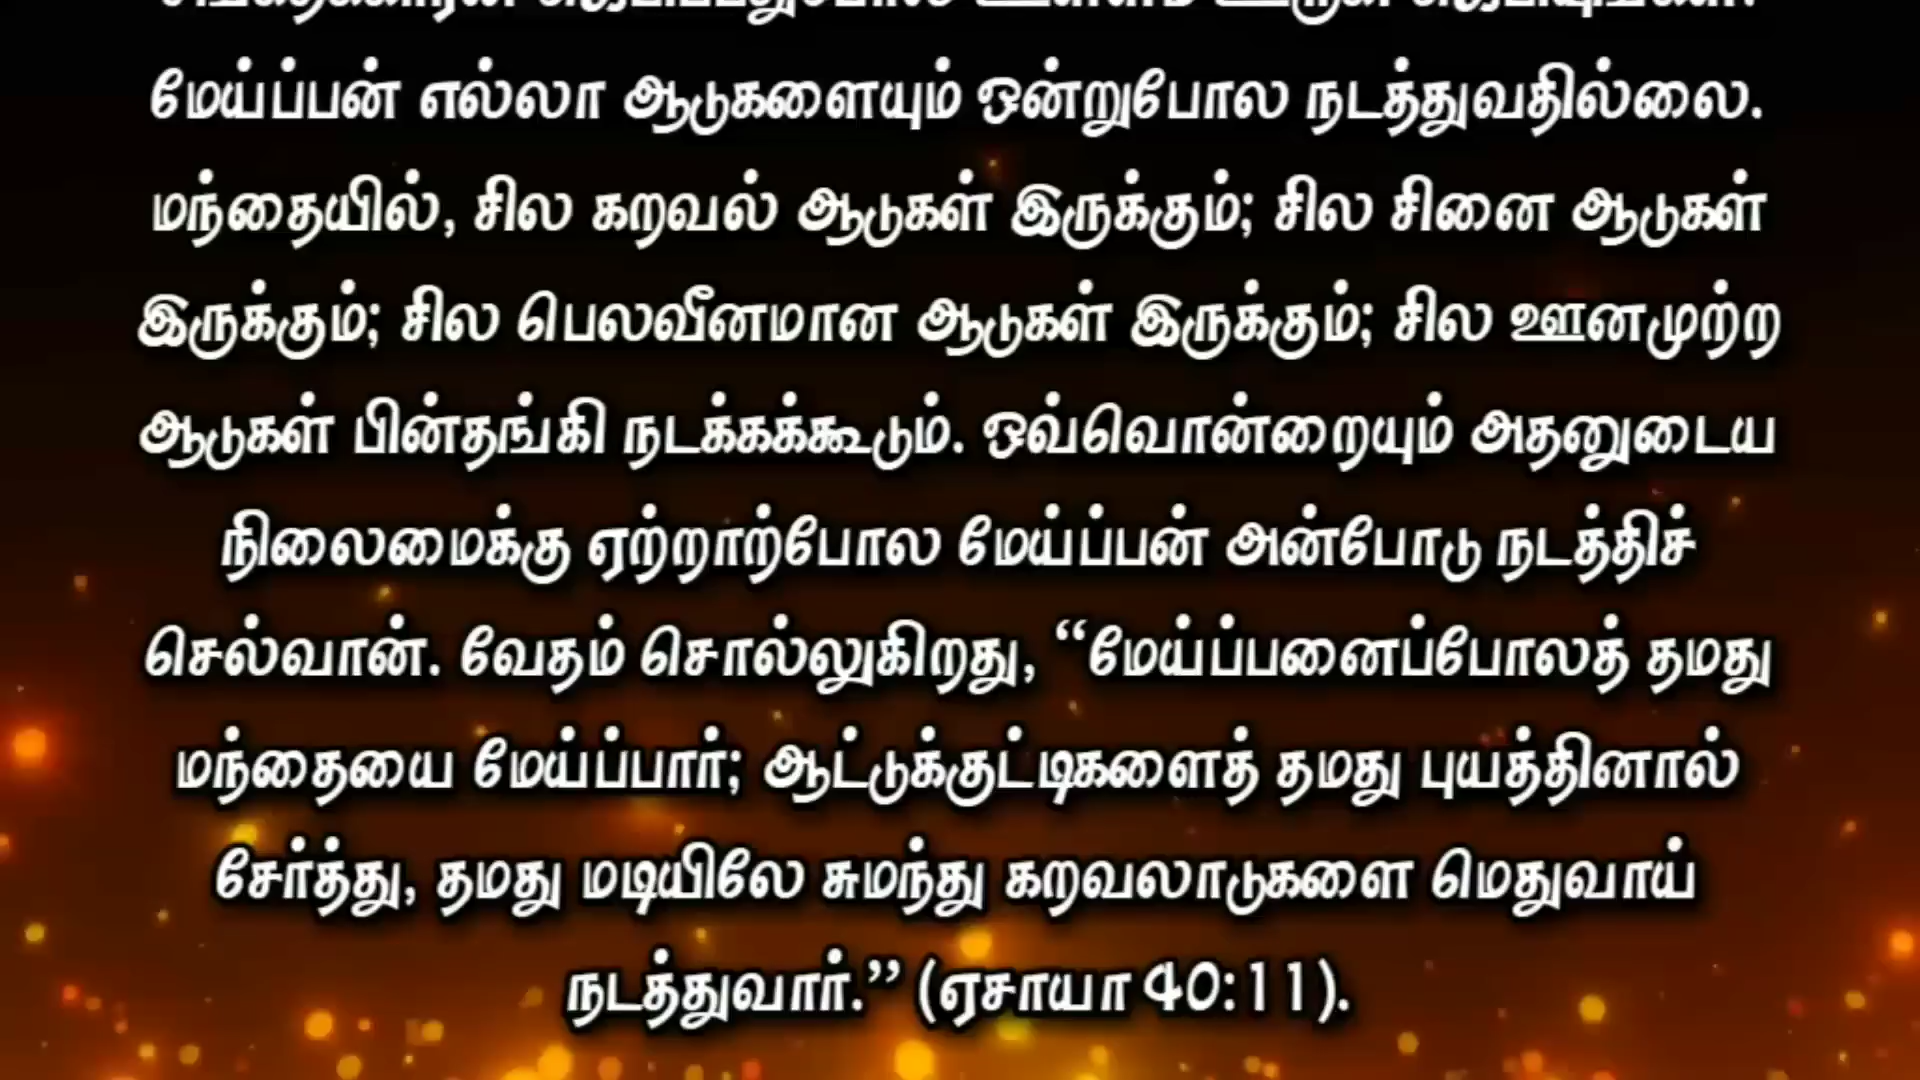 மேய்ப்பன் எல்லா ஆடுகளையும் ஒன்றுபோல நடத்துவதில்லை.
மந்தையில், சில கறவல் ஆடுகள் இருக்கும்; சில சினை ஆடுகள்
இருக்கும்; சில பெலவீனமான ஆடுகள் இருக்கும்; சில ஊனமுற்ற
ஆடுகள் பின்தங்கி நடக்கக்கூடும். ஒவ்வொன்றையும் அதனுடைய
நிலைமைக்கு ஏற்றாற்போல மேய்ப்பன் அன்போடு நடத்திச்
செல்வான். வேதம் சொல்லுகிறது, “மேய்ப்பனைப்போலத் தமது
மந்தையை மேய்ப்பார்; ஆட்டுக்குட்டிகளைத் தமது புயத்தினால்
சேர்த்து, தமது மடியிலே சுமந்து கறவலாடுகளை மெதுவாய்
நடத்துவார்.” (ஏசாயா 40:11).